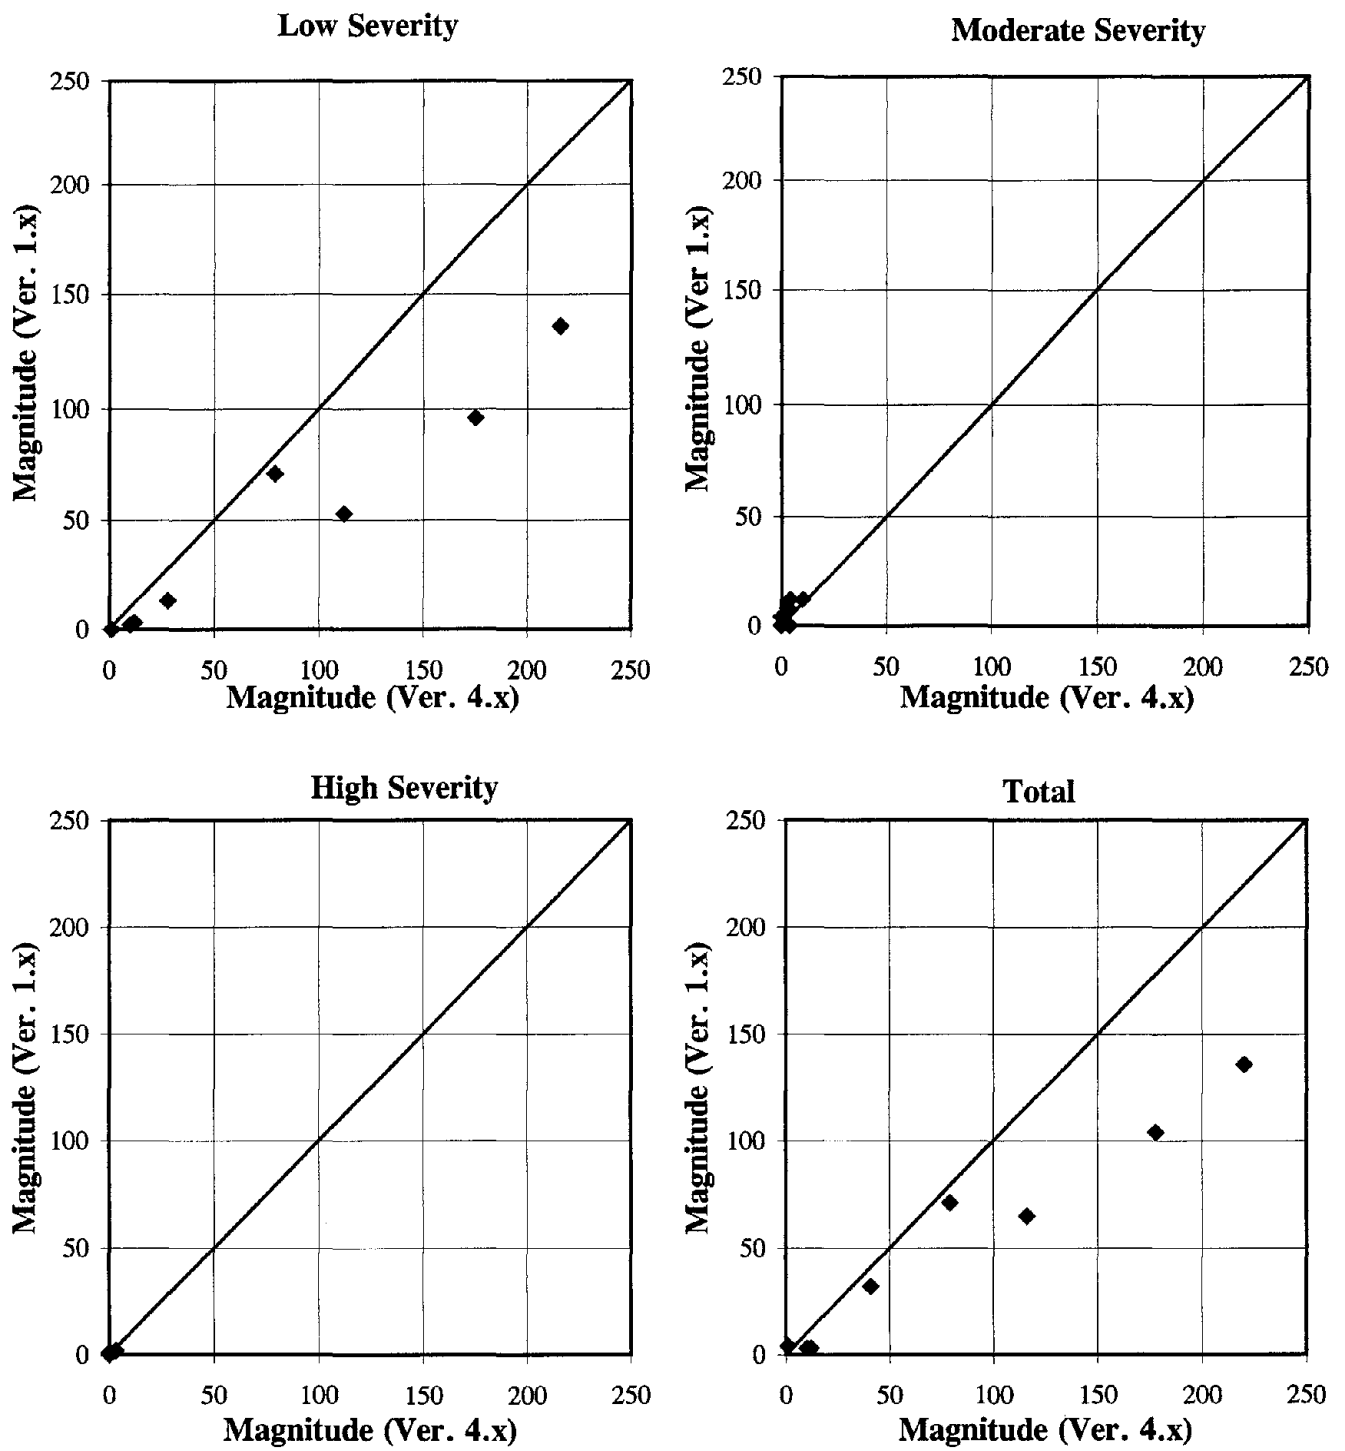 Low Severity
250
200
150
100
50
0
0 50 100 150 200 250
Magnitude (Ver. 1.x)
Magnitude (Ver. 4.x)
Moderate Severity
250
200
150
100
50
0
0 50 100 150 200 250
Magnitude (Ver 1.x)
Magnitude (Ver. 4.x)
High Severity
250
200
150
100
50
0
0 50 100 150 200 250
Magnitude (Ver. 1.x)
Magnitude (Ver. 4.x)
Total
250
200
150
100
50
0
0 50 100 150 200 250
Magnitude (Ver. 1.x)
Magnitude (Ver. 4.x)